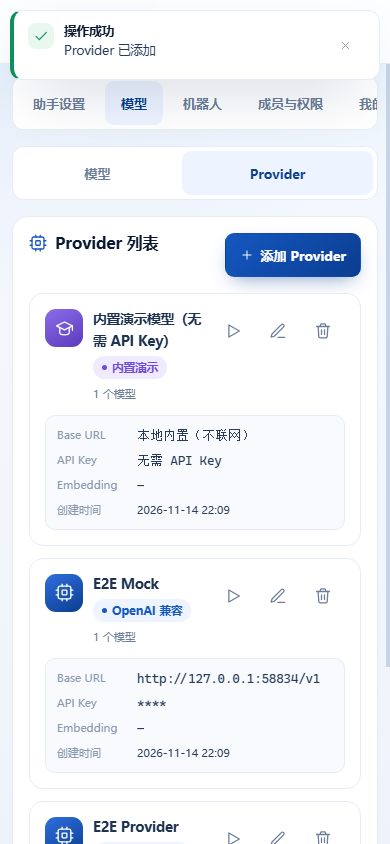 操作成功
Provider 已添加
助手设置 模型 机器人 成员与权限 我的
模型 Provider
Provider 列表
添加 Provider
内置演示模型（无
需 API Key)
内置演示
1 个模型
Base URL 本地内置（不联网）
API Key 无需 API Key
Embedding —
创建时间 2026-11-14 22:09
E2E Mock
OpenAI 兼容
1 个模型
Base URL http://127.0.0.1:58834/v1
API Key ****
Embedding —
创建时间 2026-11-14 22:09
E2E Provider